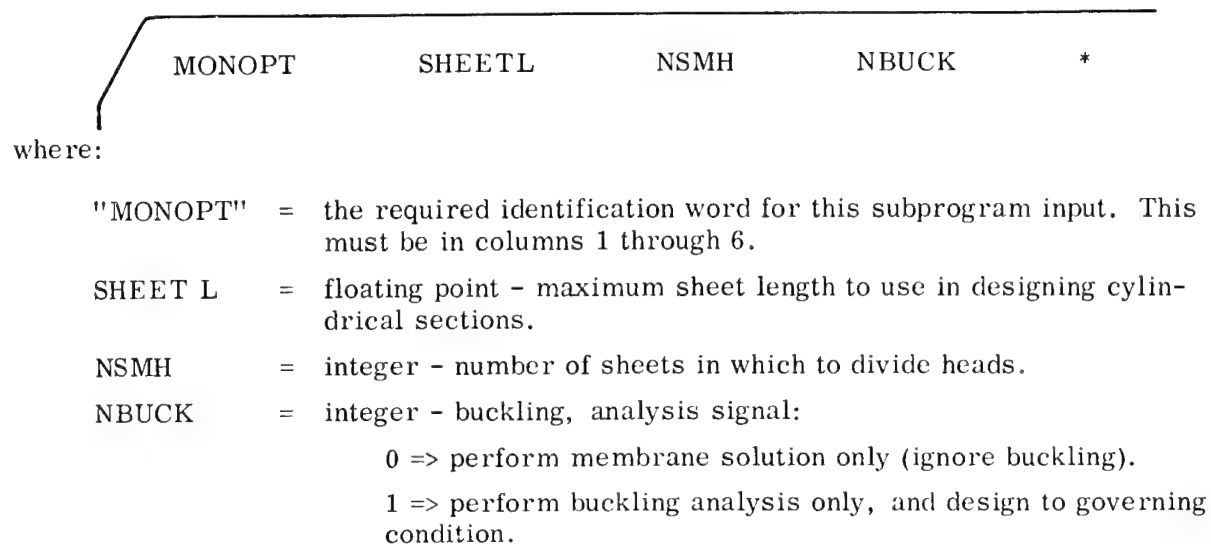 MONOPT SHEETL NSMH NBUCK *
where:
"MONOPT" = the required identification word for this subprogram input. This
must be in columns 1 through 6.
SHEET L = floating point - maximum sheet length to use in designing cylin-
drical sections.
NSMH = integer - number of sheets in which to divide heads.
NBUCK = integer - buckling, analysis signal:
0 => perform membrane solution only (ignore buckling).
1 => perform buckling analysis only, and design to governing
condition.